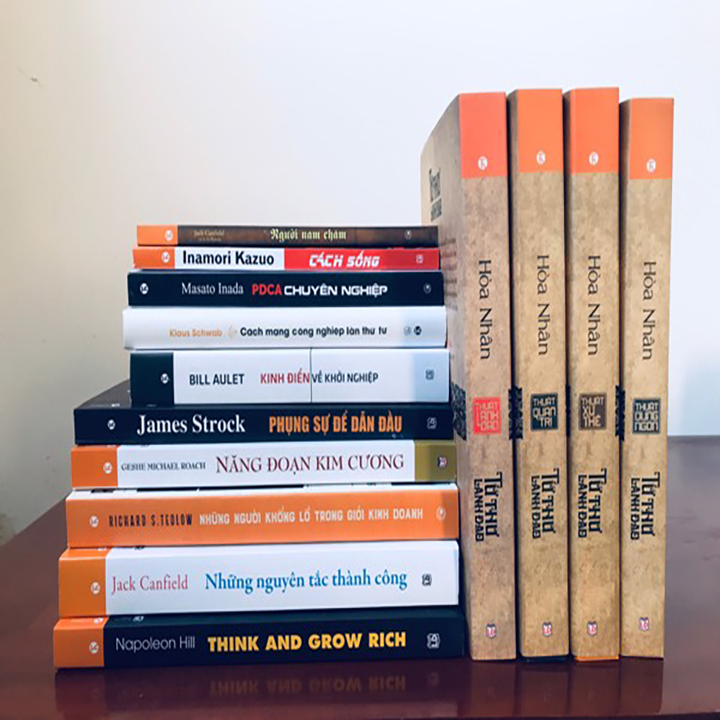 Jack Canfield Người nam châm
Inamori Kazuo CÁCH SỐNG
Masato Inada PDCA CHUYÊN NGHIỆP
Klaus Schwab Cách mạng công nghiệp lần thứ tư
BILL AULET KINH ĐIỂN VỀ KHỞI NGHIỆP
James Strock PHỤNG SỰ ĐỂ DẪN ĐẦU
GESHE MICHAEL ROACH NĂNG ĐOẠN KIM CƯƠNG
RICHARD S.TEDLOW NHỮNG NGƯỜI KHỔNG LỒ TRONG GIỚI KINH DOANH
Jack Canfield Những nguyên tắc thành công
Napoleon Hill THINK AND GROW RICH
Hòa Nhân THUẬT LÃNH ĐẠO TỨ THƯ LÃNH ĐẠO
Hòa Nhân THUẬT QUẢN TRỊ TỨ THƯ LÃNH ĐẠO
Hòa Nhân THUẬT XỬ THẾ TỨ THƯ LÃNH ĐẠO
Hòa Nhân THUẬT DỤNG NGÔN TỨ THƯ LÃNH ĐẠO